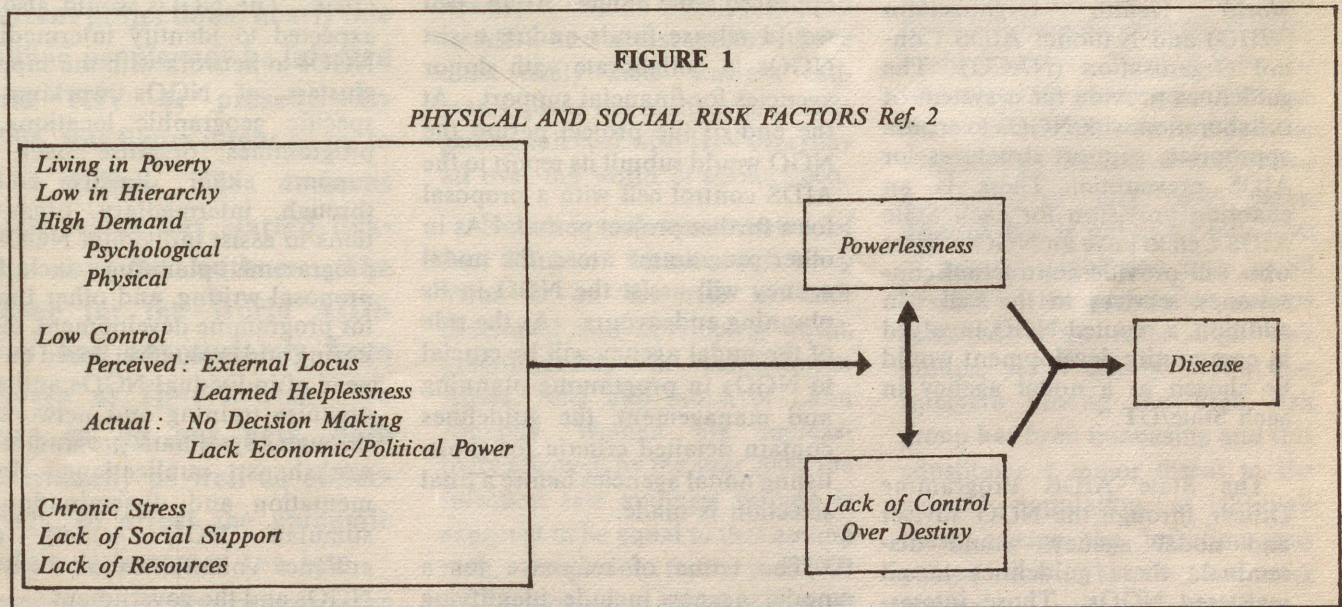 FIGURE 1
PHYSICAL AND SOCIAL RISK FACTORS Ref. 2
Living in Poverty
Low in Hierarchy
High Demand
Psychological
Physical
Low Control
Perceived : External Locus
Learned Helplessness
Actual : No Decision Making
Lack Economic/Political Power
Chronic Stress
Lack of Social Support
Lack of Resources
Powerlessness
Lack of Control
Over Destiny
Disease